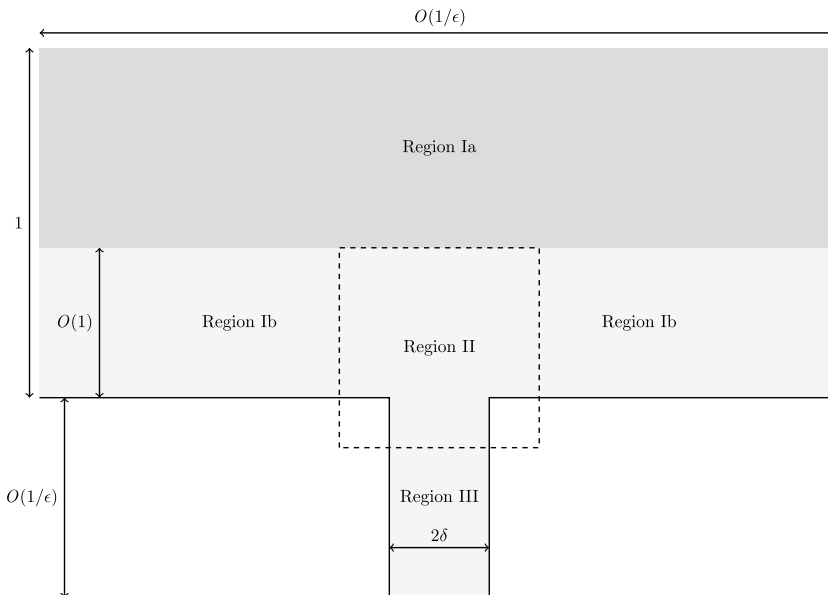 O(1/ϵ)
Region Ia
1
O(1)
Region Ib
Region Ib
Region II
O(1/ϵ)
Region III
2δ